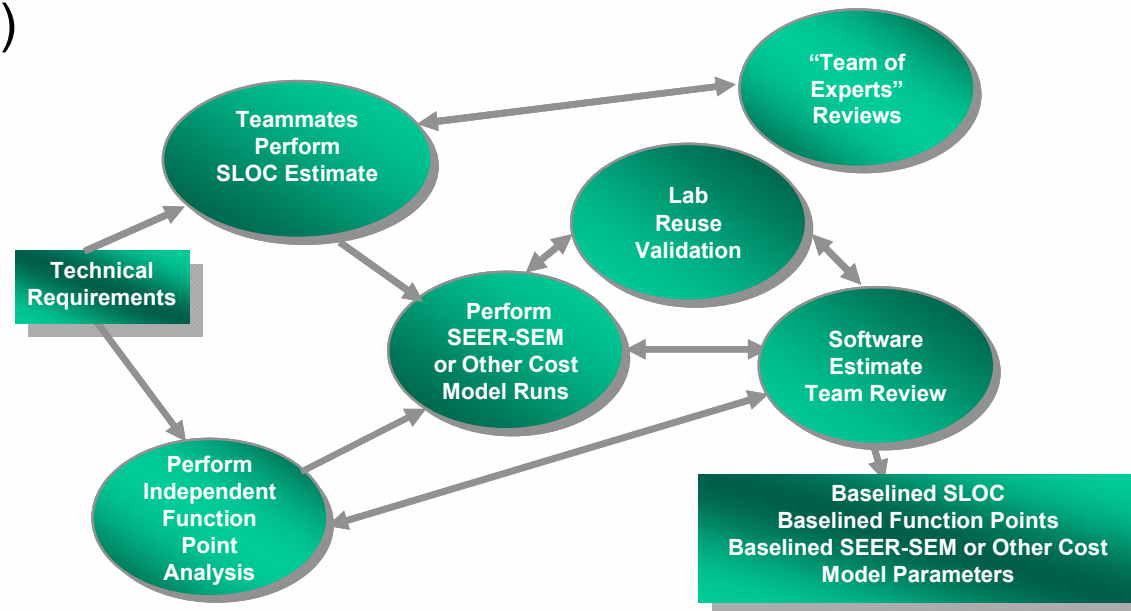 )
“Team of
Experts”
Reviews
Teammates
Perform
SLOC Estimate
Lab
Reuse
Validation
Technical
Requirements
Perform
SEER-SEM
or Other Cost
Model Runs
Software
Estimate
Team Review
Perform
Independent
Function
Point
Analysis
Baselined SLOC
Baselined Function Points
Baselined SEER-SEM or Other Cost
Model Parameters